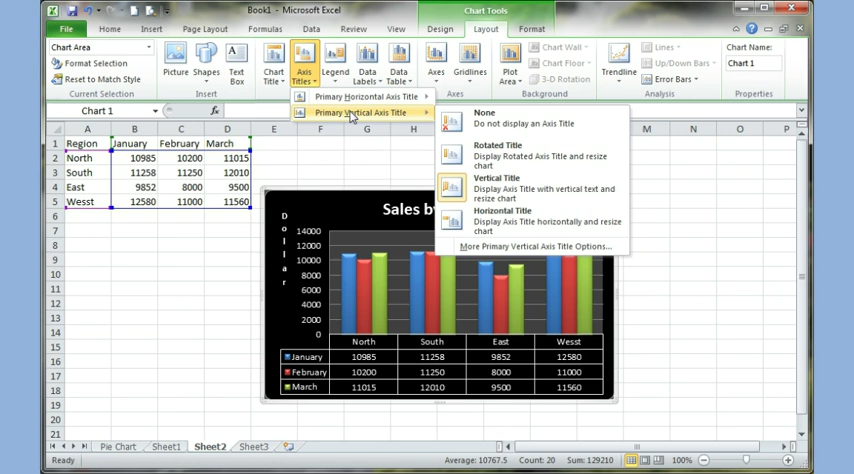 Book1 - Microsoft Excel
Chart Tools
File Home Insert Page Layout Formulas Data Review View Design Layout Format
Chart Area
Format Selection
Reset to Match Style
Current Selection
Picture Shapes Text Box
Insert
Chart Title Axis Titles Legend Data Labels Data Table
Axes Gridlines
Axes
Plot Area
Chart Wall
Chart Floor
3-D Rotation
Background
Trendline
Lines
Up/Down Bars
Error Bars
Analysis
Chart Name:
Chart 1
Properties
Primary Horizontal Axis Title
Primary Vertical Axis Title
Chart 1
fx
None
Do not display an Axis Title
Rotated Title
Display Rotated Axis Title and resize
chart
Vertical Title
Display Axis Title with vertical text and
resize chart
Horizontal Title
Display Axis Title horizontally and resize
chart
More Primary Vertical Axis Title Options...
A B C D E F G H M N O P
1 Region January February March
2 North 10985 10200 11015
3 South 11258 11250 12010
4 East 9852 8000 9500
5 Wesst 12580 11000 11560
6
7
8
9
10
11
12
13
14
15
16
17
18
19
20
21
Sales by
Dollar
14000
12000
10000
8000
6000
4000
2000
0
North South East Wesst
January 10985 11258 9852 12580
February 10200 11250 8000 11000
March 11015 12010 9500 11560
Pie Chart Sheet1 Sheet2 Sheet3
Ready Average: 10767.5 Count: 20 Sum: 129210 100%